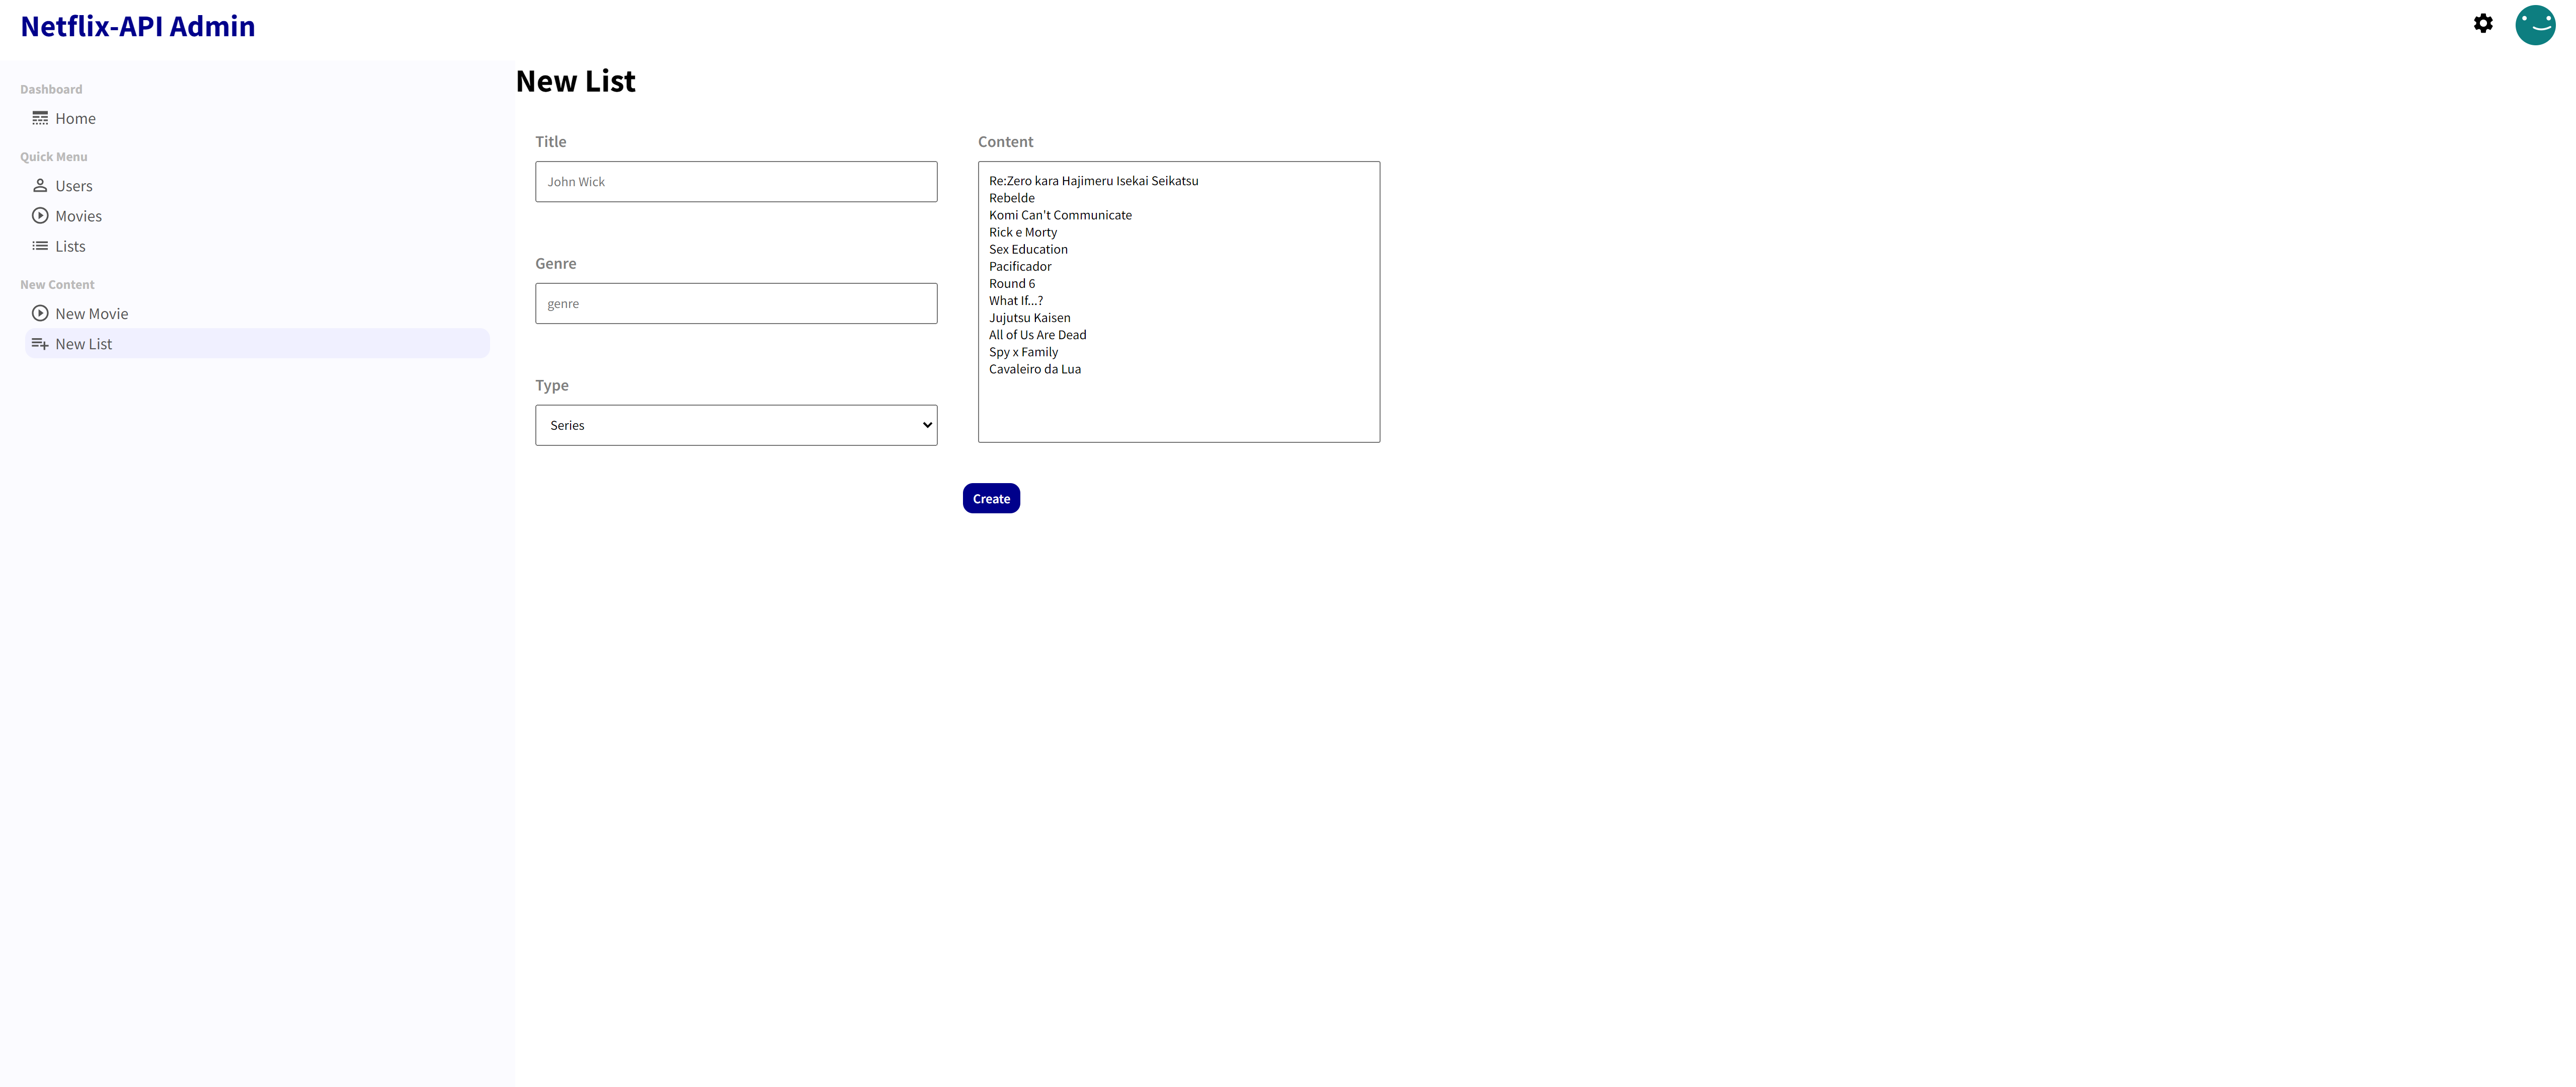 Netflix-API Admin
Dashboard
Home
Quick Menu
Users
Movies
Lists
New Content
New Movie
New List
New List
Title
John Wick
Genre
genre
Type
Series
Content
Re:Zero kara Hajimeru Isekai Seikatsu
Rebelde
Komi Can't Communicate
Rick e Morty
Sex Education
Pacificador
Round 6
What If...?
Jujutsu Kaisen
All of Us Are Dead
Spy x Family
Cavaleiro da Lua
Create